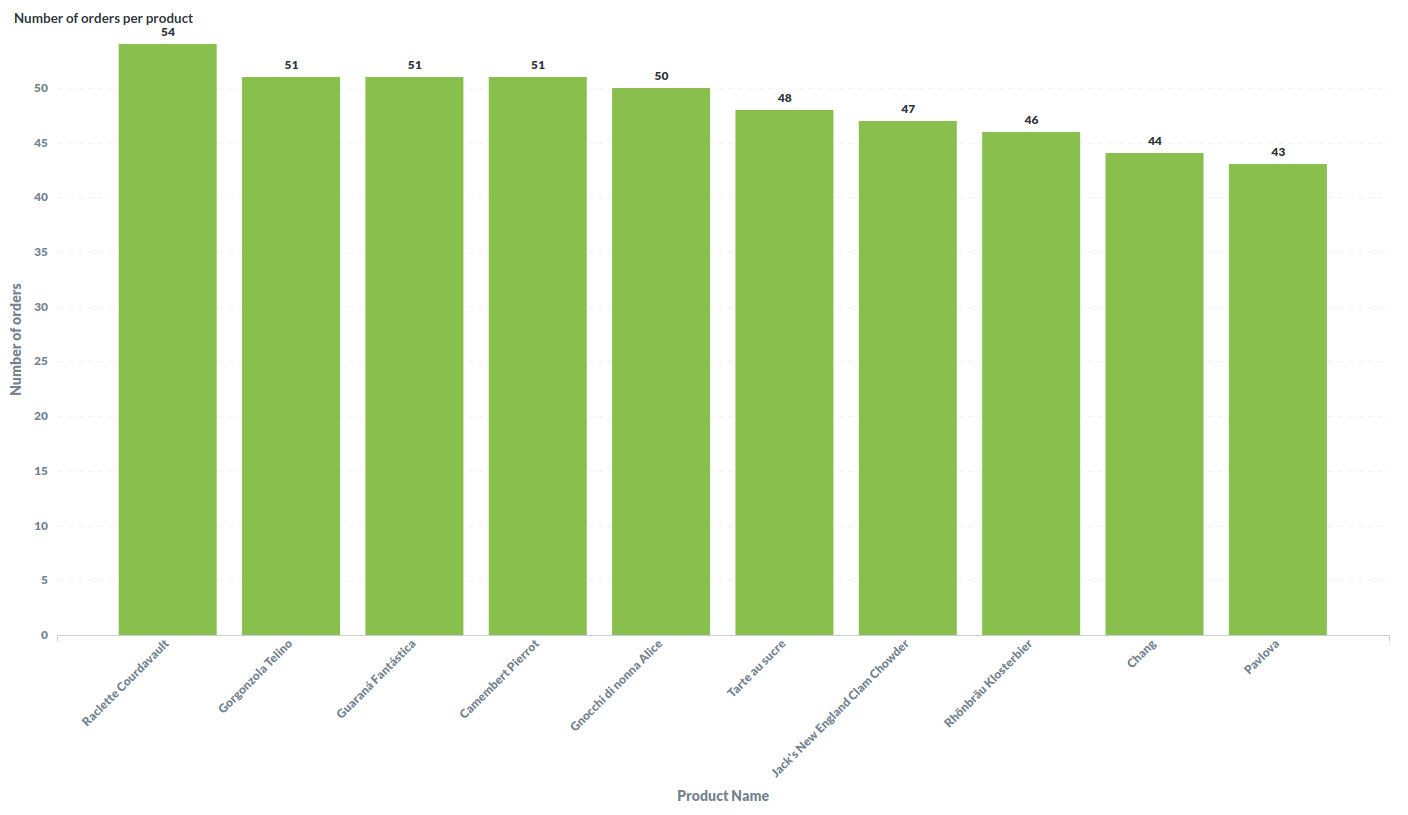 Number of orders per product
54
51
51
51
50
48
47
46
44
43
50
45
40
35
30
25
20
15
10
5
0
Number of orders
Raclette Courdavault
Gorgonzola Telino
Guaraná Fantástica
Camembert Pierrot
Gnocchi di nonna Alice
Tarte au sucre
Jack's New England Clam Chowder
Rhönbräu Klosterbier
Chang
Pavlova
Product Name